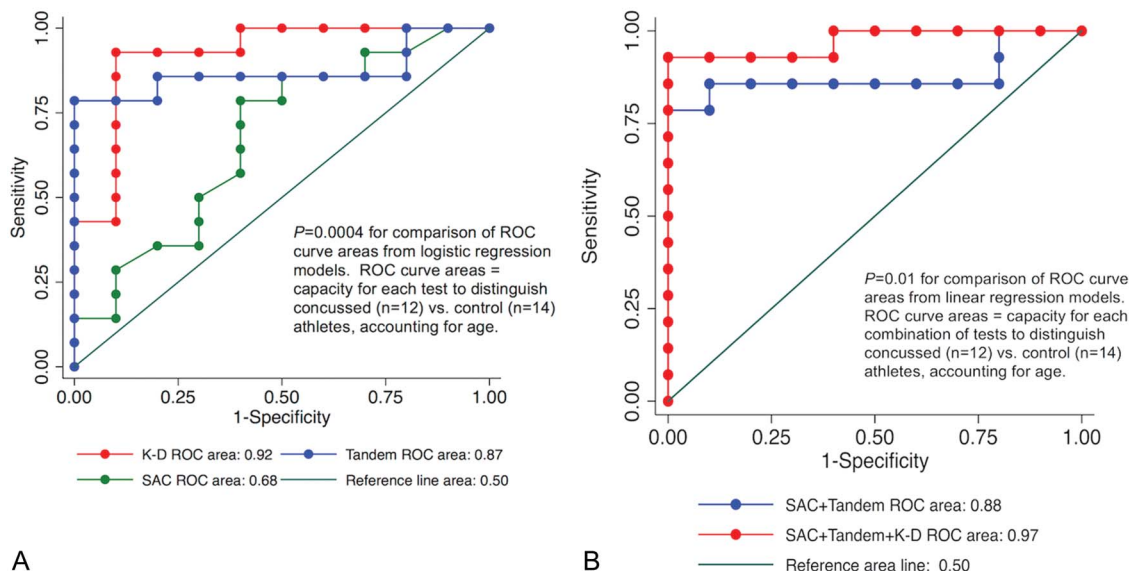 1.00
0.75
0.50
0.25
0.00
Sensitivity
P=0.0004 for comparison of ROC
curve areas from logistic regression
models. ROC curve areas =
capacity for each test to distinguish
concussed (n=12) vs. control (n=14)
athletes, accounting for age.
0.00 0.25 0.50 0.75 1.00
1-Specificity
K-D ROC area: 0.92 Tandem ROC area: 0.87
SAC ROC area: 0.68 Reference line area: 0.50
A
1.00
0.75
0.50
0.25
0.00
Sensitivity
P=0.01 for comparison of ROC curve
areas from linear regression models.
ROC curve areas = capacity for each
combination of tests to distinguish
concussed (n=12) vs. control (n=14)
athletes, accounting for age.
0.00 0.25 0.50 0.75 1.00
1-Specificity
SAC+Tandem ROC area: 0.88
SAC+Tandem+K-D ROC area: 0.97
Reference area line: 0.50
B